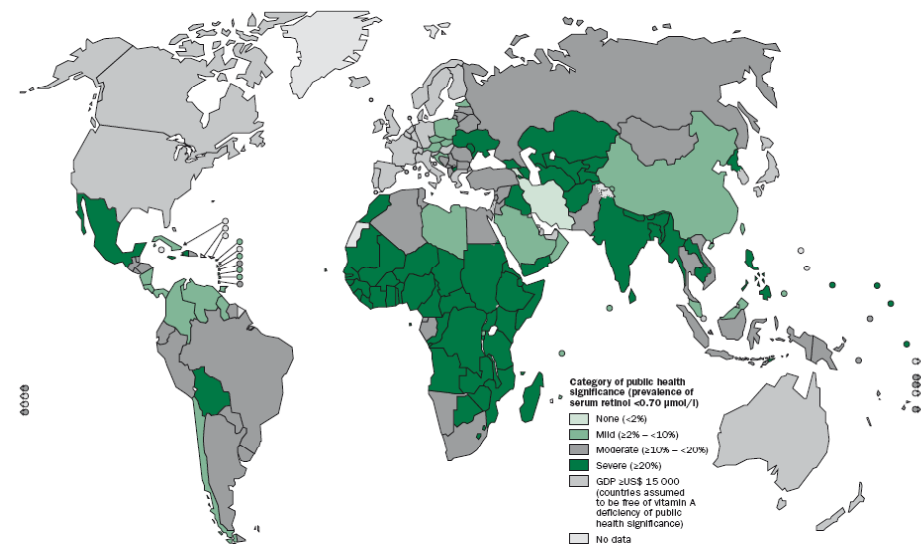 Category of public health
significance (prevalence of
serum retinol <0.70 µmol/l)
None (<2%)
Mild (≥2% – <10%)
Moderate (≥10% – <20%)
Severe (≥20%)
GDP ≥US$ 15 000
(countries assumed
to be free of vitamin A
deficiency of public
health significance)
No data